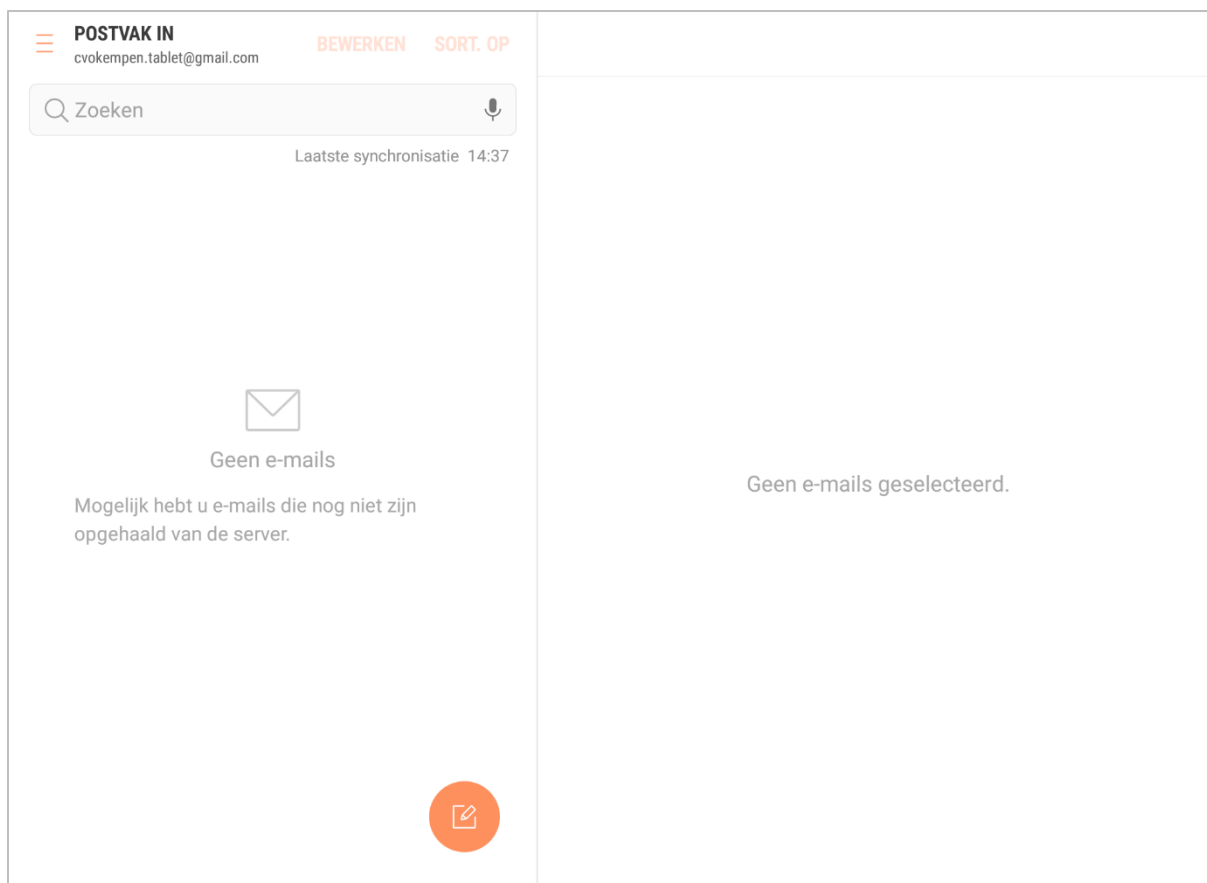 POSTVAK IN
cvokempen.tablet@gmail.com
BEWERKEN
SORT. OP
Zoeken
Laatste synchronisatie 14:37
Geen e-mails
Mogelijk hebt u e-mails die nog niet zijn
opgehaald van de server.
Geen e-mails geselecteerd.